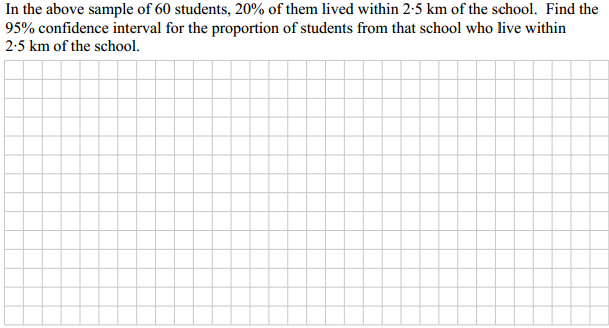 In the above sample of 60 students, 20% of them lived within 2·5 km of the school.  Find the
95% confidence interval for the proportion of students from that school who live within
2·5 km of the school.